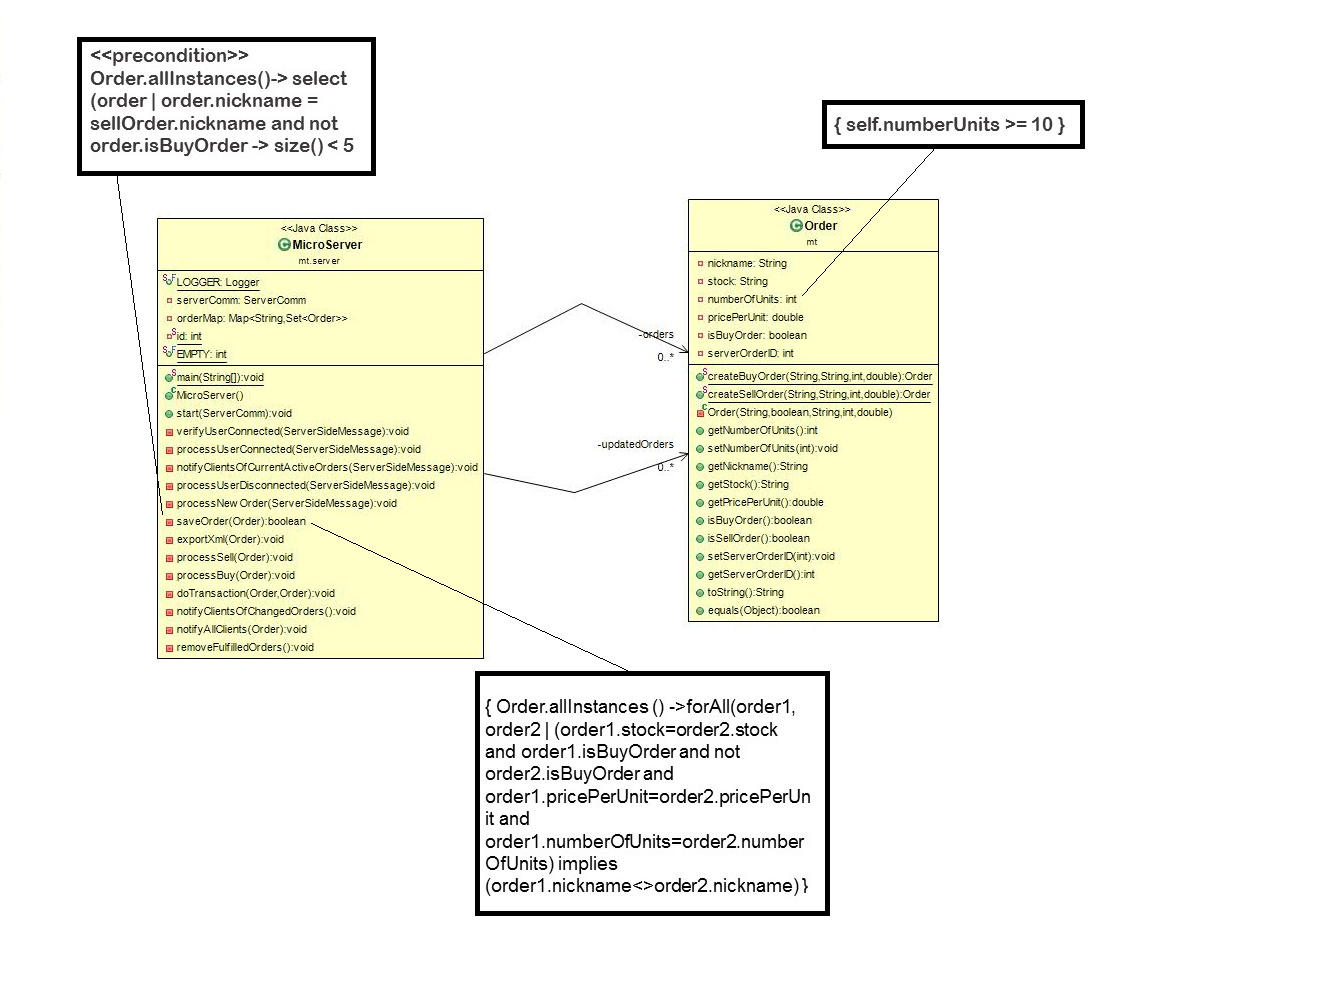 <<precondition>>
Order.allInstances()-> select
(order | order.nickname =
sellOrder.nickname and not
order.isBuyOrder -> size() < 5
{ self.numberUnits >= 10 }
<<Java Class>>
MicroServer
mt.server
LOGGER: Logger
serverComm: ServerComm
orderMap: Map<String,Set<Order>>
id: int
EMPTY: int
main(String[]):void
MicroServer()
start(ServerComm):void
verifyUserConnected(ServerSideMessage):void
processUserConnected(ServerSideMessage):void
notifyClientsOfCurrentActiveOrders(ServerSideMessage):void
processUserDisconnected(ServerSideMessage):void
processNewOrder(ServerSideMessage):void
saveOrder(Order):boolean
exportXml(Order):void
processSell(Order):void
processBuy(Order):void
doTransaction(Order,Order):void
notifyClientsOfChangedOrders():void
notifyAllClients(Order):void
removeFulfilledOrders():void
-orders
0..*
-updatedOrders
0..*
<<Java Class>>
Order
mt
nickname: String
stock: String
numberOfUnits: int
pricePerUnit: double
isBuyOrder: boolean
serverOrderID: int
createBuyOrder(String,String,int,double):Order
createSellOrder(String,String,int,double):Order
Order(String,boolean,String,int,double)
getNumberOfUnits():int
setNumberOfUnits(int):void
getNickname():String
getStock():String
getPricePerUnit():double
isBuyOrder():boolean
isSellOrder():boolean
setServerOrderID(int):void
getServerOrderID():int
toString():String
equals(Object):boolean
{ Order.allInstances () ->forAll(order1,
order2 | (order1.stock=order2.stock
and order1.isBuyOrder and not
order2.isBuyOrder and
order1.pricePerUnit=order2.pricePerUn
it and
order1.numberOfUnits=order2.number
OfUnits) implies
(order1.nickname<>order2.nickname) }